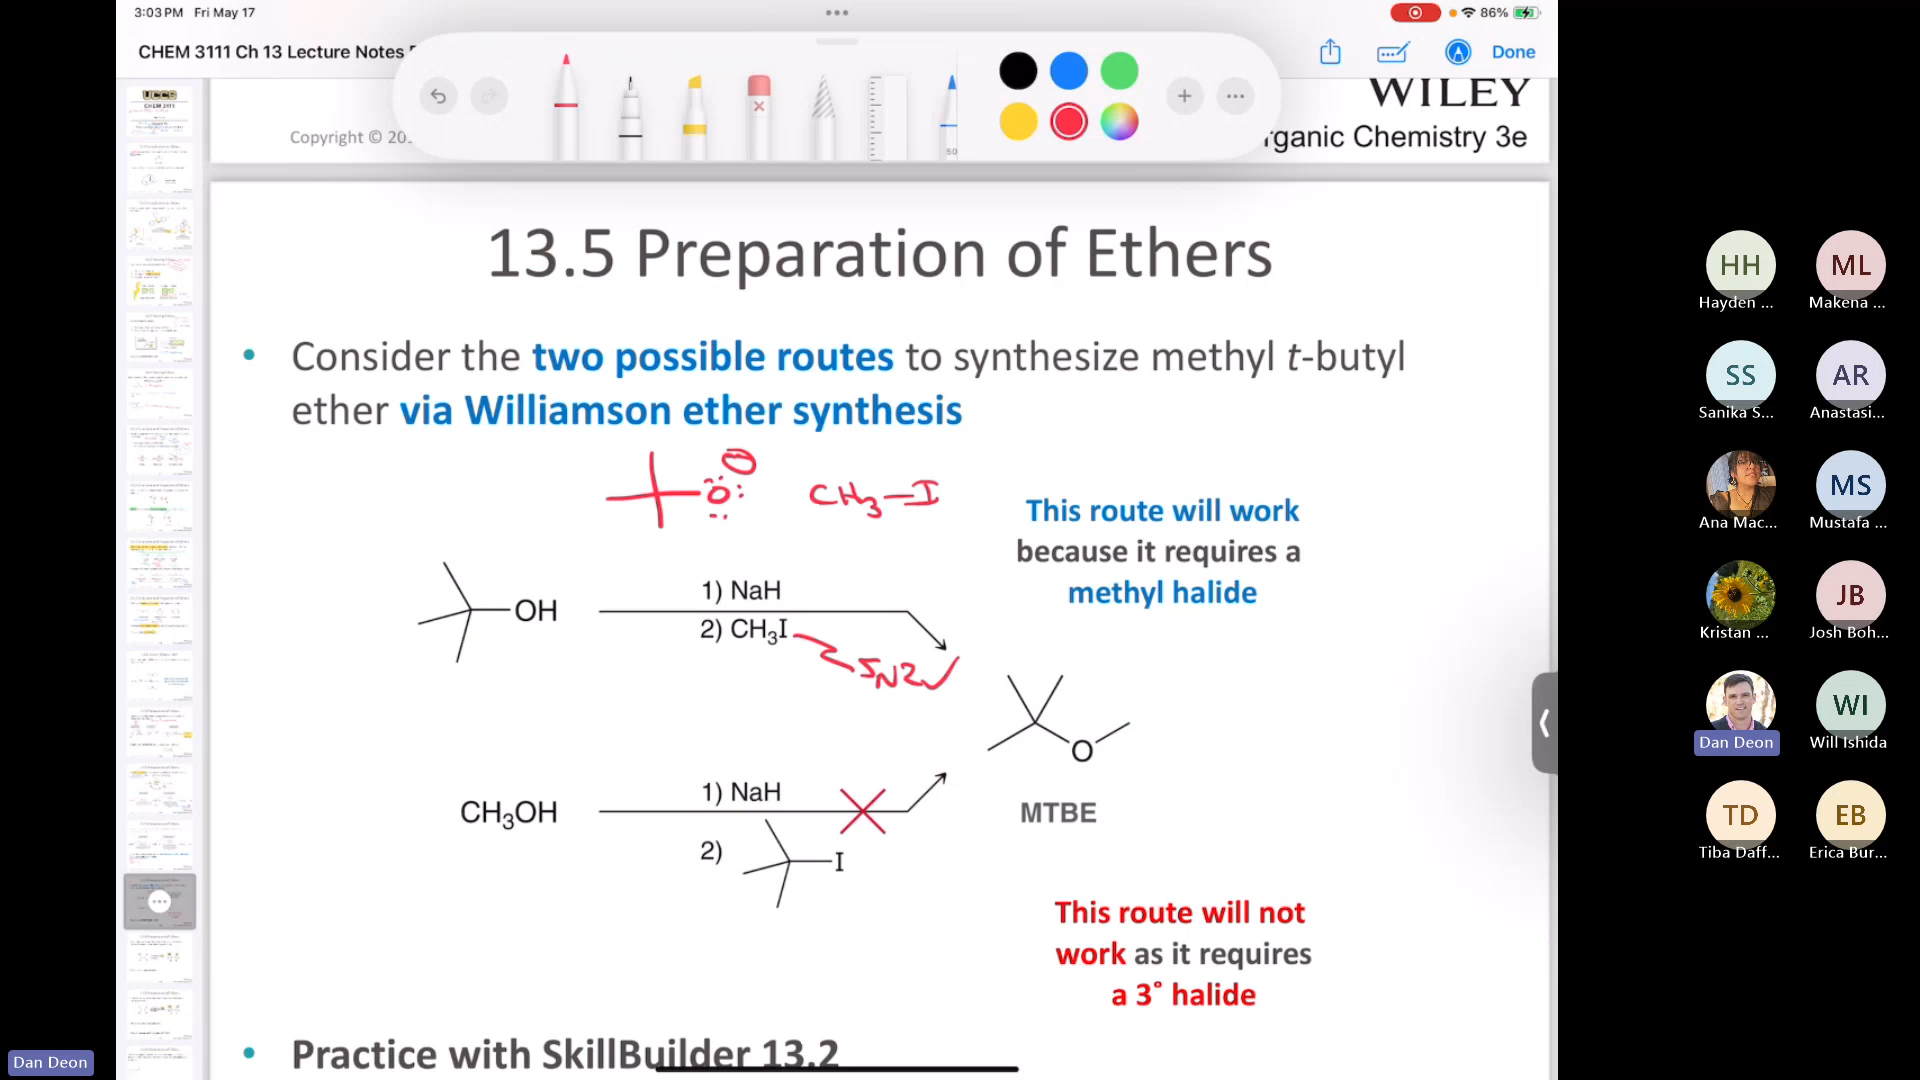 3:03 PM Fri May 17
86%
CHEM 3111 Ch 13 Lecture Notes
Done
50
WILEY
Copyright © 20
rganic Chemistry 3e
13.5 Preparation of Ethers
• Consider the two possible routes to synthesize methyl t-butyl
ether via Williamson ether synthesis
:O: ⊖ CH3-I
This route will work
because it requires a
methyl halide
OH
1) NaH
2) CH3I
SN2 ✓
O
MTBE
CH3OH
1) NaH
2)
I
This route will not
work as it requires
a 3° halide
• Practice with SkillBuilder 13.2
HH
Hayden ...
ML
Makena ...
SS
Sanika S...
AR
Anastasi...
Ana Mac...
MS
Mustafa ...
Kristan ...
JB
Josh Boh...
Dan Deon
WI
Will Ishida
TD
Tiba Daff...
EB
Erica Bur...
Dan Deon